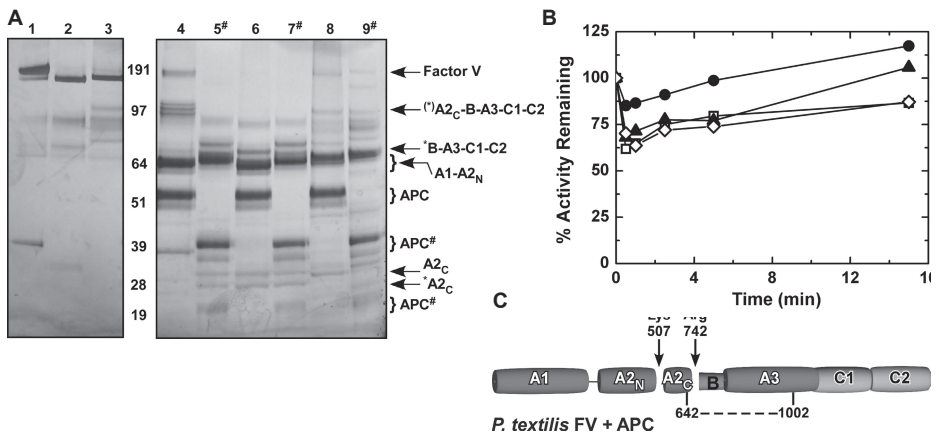 A
1 2 3 4 5# 6 7# 8 9#
191
97
64
51
39
28
19
Factor V
(*)A2C-B-A3-C1-C2
*B-A3-C1-C2
A1-A2N
APC
APC#
A2C
*A2C
APC#
B
% Activity Remaining
125
100
75
50
25
0
0 4 8 12 16
Time (min)
C
Lys Arg
507 742
A1 A2N A2C B A3 C1 C2
642 1002
P. textilis FV + APC